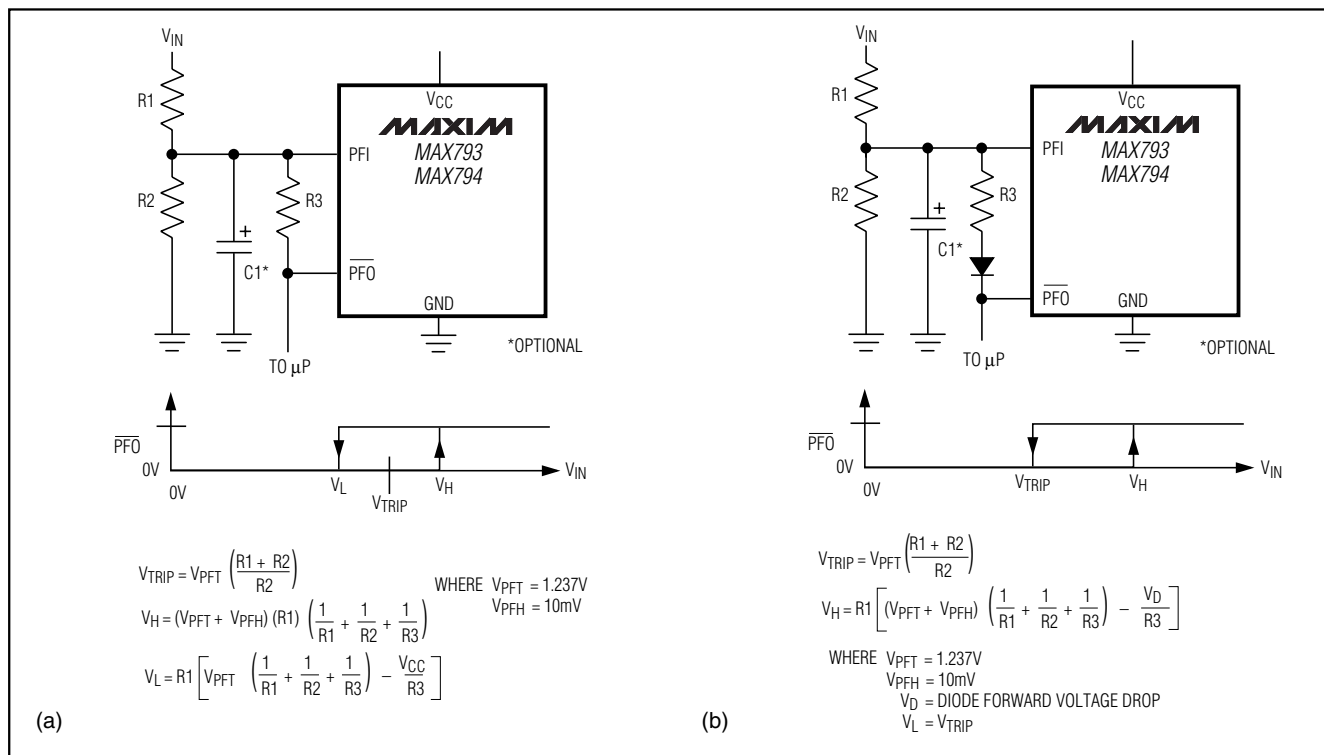 V_IN
R1
V_CC
MAXIM
MAX793
MAX794
PFI
R2
R3
+
C1*
P̅F̅O̅
GND
*OPTIONAL
TO μP
P̅F̅O̅
0V
0V
V_L
V_TRIP
V_H
V_IN
V_TRIP = V_PFT ((R1 + R2)/R2)
WHERE V_PFT = 1.237V
V_PFH = 10mV
V_H = (V_PFT + V_PFH) (R1) (1/R1 + 1/R2 + 1/R3)
V_L = R1 [V_PFT (1/R1 + 1/R2 + 1/R3) – V_CC/R3]
(a)
V_IN
R1
V_CC
MAXIM
MAX793
MAX794
PFI
R2
R3
+
C1*
P̅F̅O̅
GND
*OPTIONAL
TO μP
P̅F̅O̅
0V
0V
V_TRIP
V_H
V_IN
V_TRIP = V_PFT ((R1 + R2)/R2)
V_H = R1 [(V_PFT + V_PFH) (1/R1 + 1/R2 + 1/R3) – V_D/R3]
WHERE V_PFT = 1.237V
V_PFH = 10mV
V_D = DIODE FORWARD VOLTAGE DROP
V_L = V_TRIP
(b)